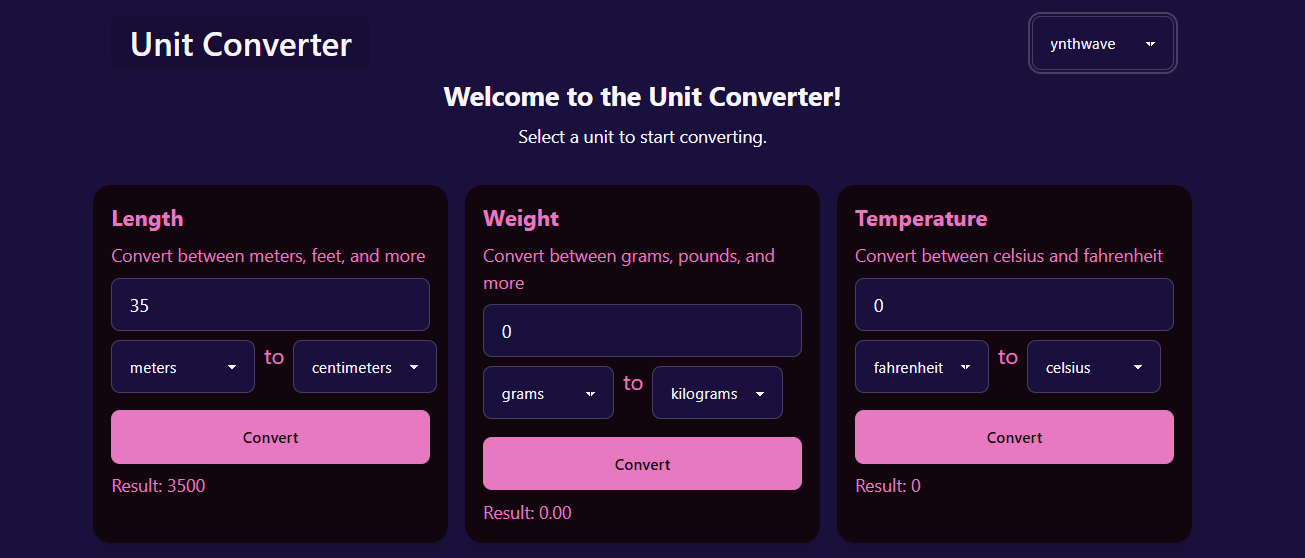 Unit Converter
ynthwave
Welcome to the Unit Converter!
Select a unit to start converting.
Length
Convert between meters, feet, and more
35
meters to centimeters
Convert
Result: 3500
Weight
Convert between grams, pounds, and
more
0
grams to kilograms
Convert
Result: 0.00
Temperature
Convert between celsius and fahrenheit
0
fahrenheit to celsius
Convert
Result: 0